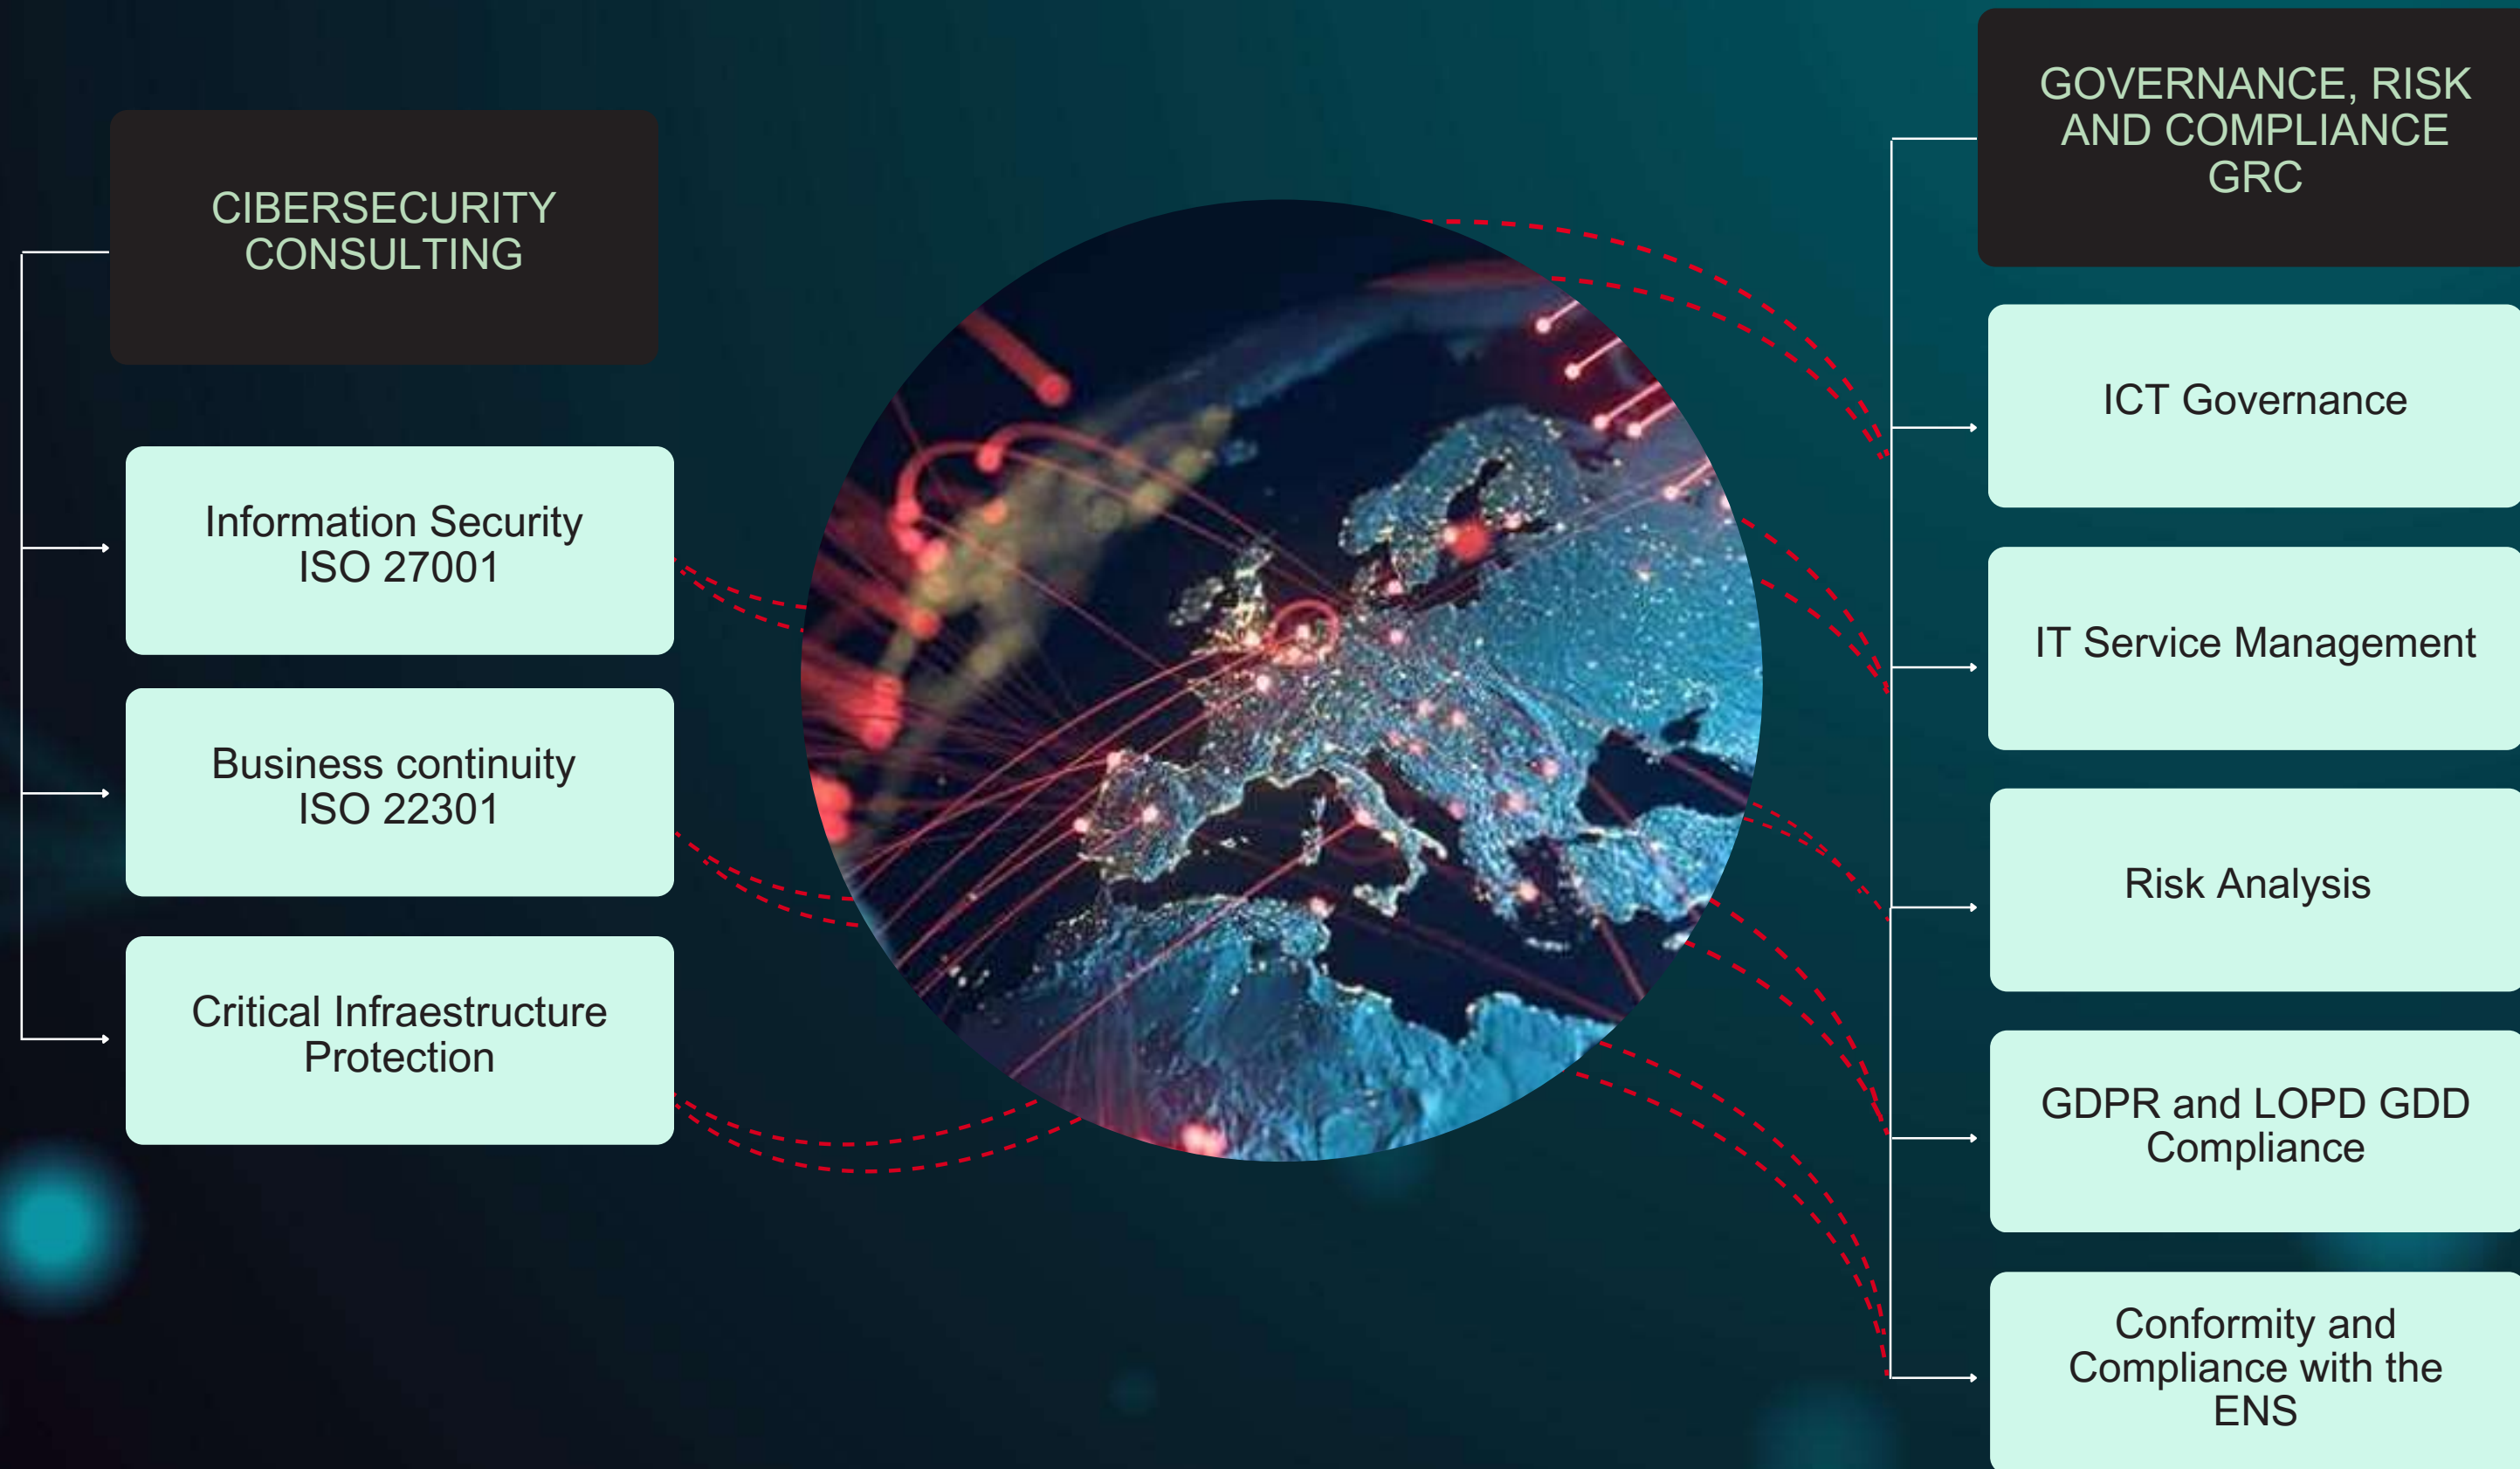 CIBERSECURITY
CONSULTING
Information Security
ISO 27001
Business continuity
ISO 22301
Critical Infraestructure
Protection
GOVERNANCE, RISK
AND COMPLIANCE
GRC
ICT Governance
IT Service Management
Risk Analysis
GDPR and LOPD GDD
Compliance
Conformity and
Compliance with the
ENS